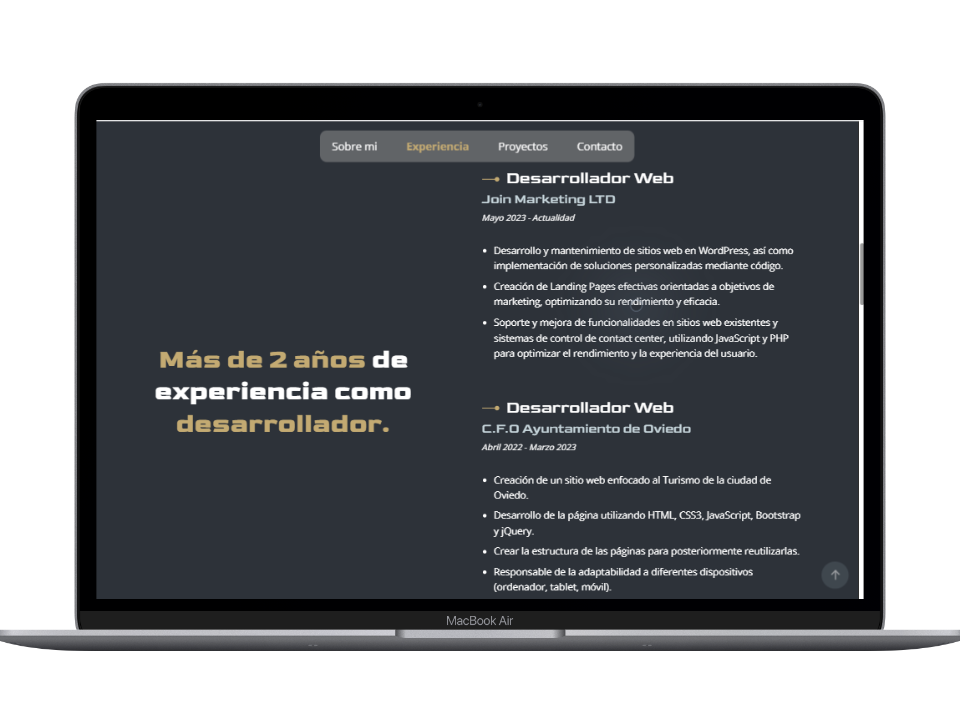 Sobre mi Experiencia Proyectos Contacto
Más de 2 años de
experiencia como
desarrollador.
Desarrollador Web
Join Marketing LTD
Mayo 2023 - Actualidad
• Desarrollo y mantenimiento de sitios web en WordPress, así como
implementación de soluciones personalizadas mediante código.
• Creación de Landing Pages efectivas orientadas a objetivos de
marketing, optimizando su rendimiento y eficacia.
• Soporte y mejora de funcionalidades en sitios web existentes y
sistemas de control de contact center, utilizando JavaScript y PHP
para optimizar el rendimiento y la experiencia del usuario.
Desarrollador Web
C.F.O Ayuntamiento de Oviedo
Abril 2022 - Marzo 2023
• Creación de un sitio web enfocado al Turismo de la ciudad de
Oviedo.
• Desarrollo de la página utilizando HTML, CSS3, JavaScript, Bootstrap
y jQuery.
• Crear la estructura de las páginas para posteriormente reutilizarlas.
• Responsable de la adaptabilidad a diferentes dispositivos
(ordenador, tablet, móvil).
MacBook Air